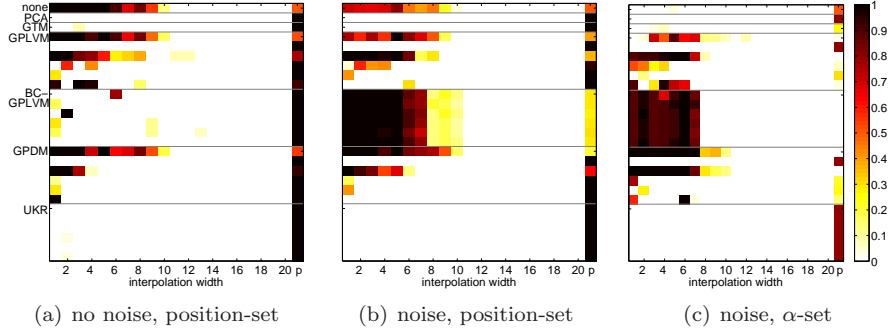 none
PCA
GTM
GPLVM
BC−
GPLVM
GPDM
UKR
2 4 6 8 10 12 14 16 18 20 p
interpolation width
2 4 6 8 10 12 14 16 18 20 p
interpolation width
2 4 6 8 10 12 14 16 18 20 p
interpolation width
1
0.9
0.8
0.7
0.6
0.5
0.4
0.3
0.2
0.1
0
(a) no noise, position-set
(b) noise, position-set
(c) noise, α-set